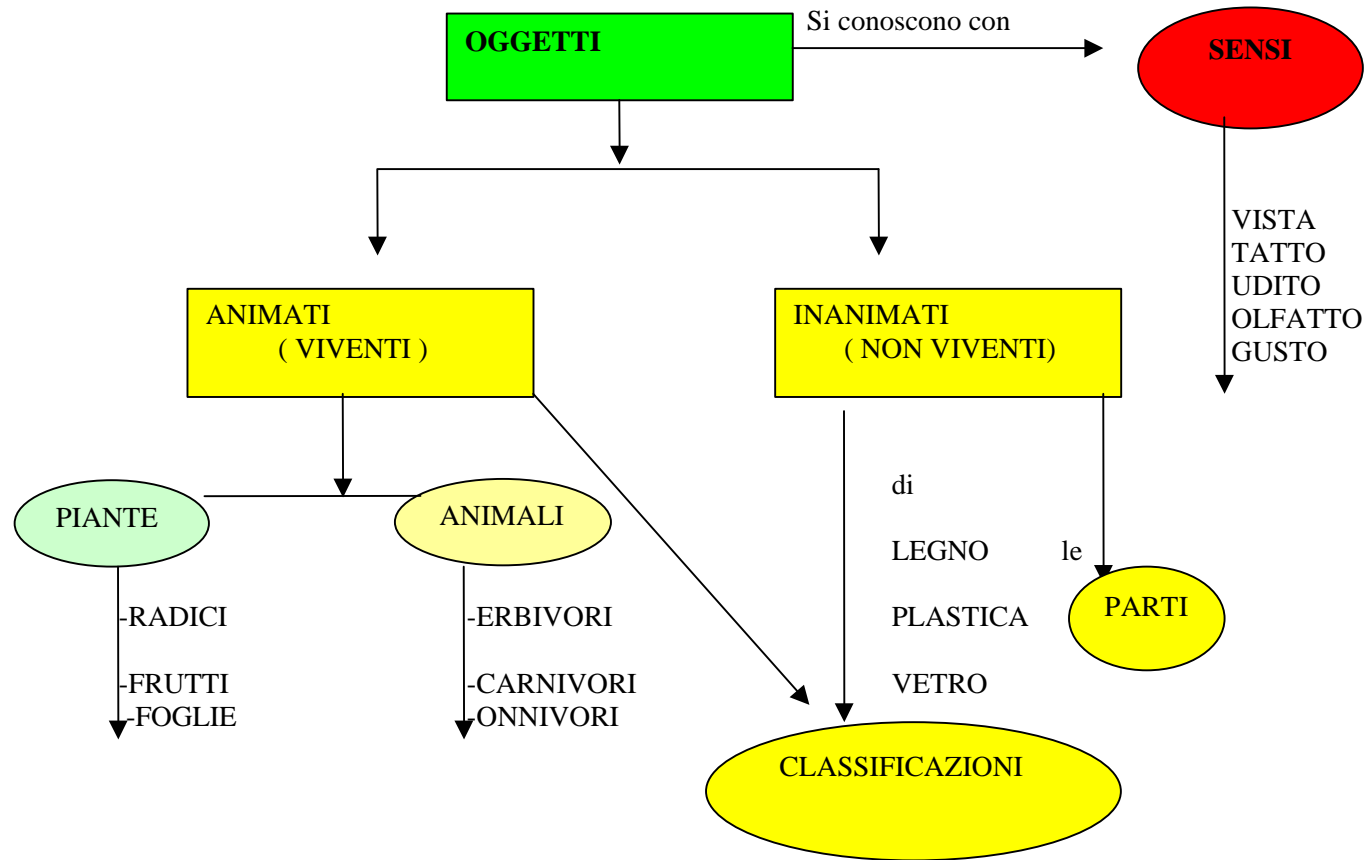 OGGETTI
Si conoscono con
SENSI
VISTA
TATTO
UDITO
OLFATTO
GUSTO
ANIMATI
( VIVENTI )
INANIMATI
( NON VIVENTI)
PIANTE
ANIMALI
-RADICI
-FRUTTI
-FOGLIE
-ERBIVORI
-CARNIVORI
-ONNIVORI
di
LEGNO
PLASTICA
VETRO
le
PARTI
CLASSIFICAZIONI